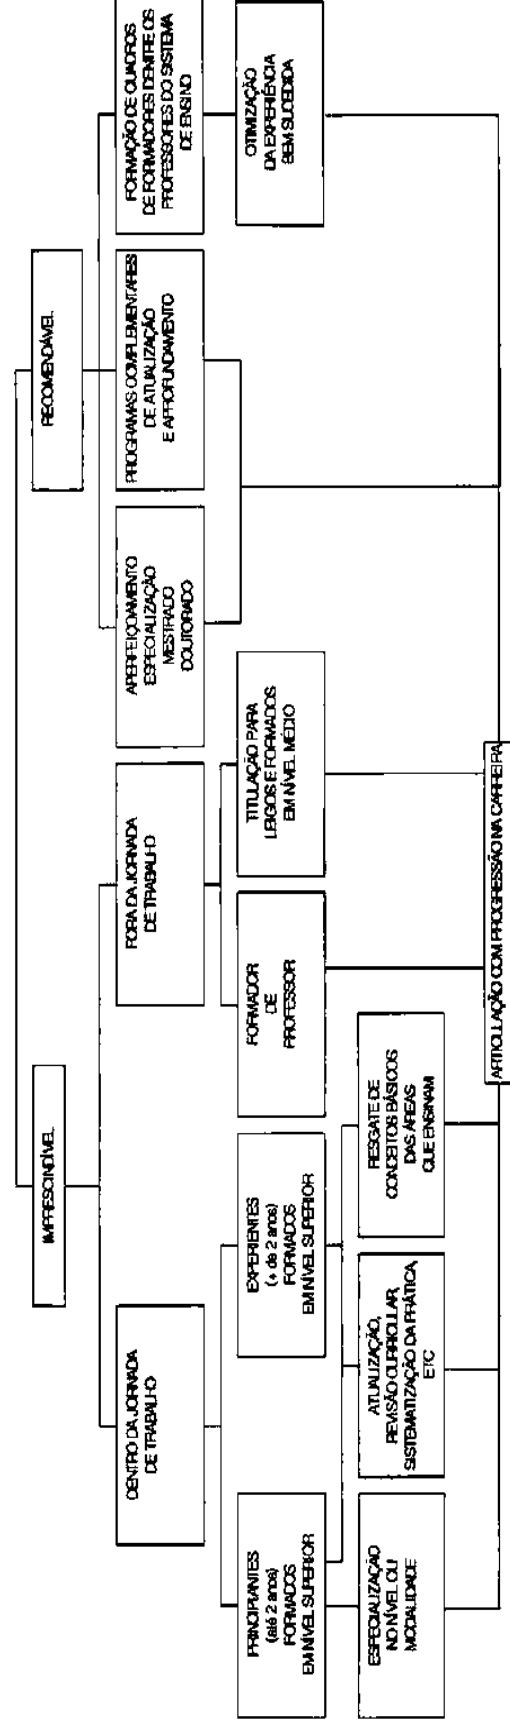 IMPRESCINDÍVEL
RECOMENDÁVEL
DENTRO DA JORNADA
DE TRABALHO
FORA DA JORNADA
DE TRABALHO
APERFEIÇOAMENTO
ESPECIALIZAÇÃO
MESTRADO
DOUTORADO
PROGRAMAS COMPLEMENTARES
DE ATUALIZAÇÃO
E APROFUNDAMENTO
FORMAÇÃO DE QUADROS
DE FORMADORES DENTRE OS
PROFESSORES DO SISTEMA
DE ENSINO
PRINCIPIANTES
(até 2 anos)
FORMADOS
EM NÍVEL SUPERIOR
EXPERIENTES
(+ de 2 anos)
FORMADOS
EM NÍVEL SUPERIOR
FORMADOR
DE
PROFESSOR
TITULAÇÃO PARA
LEIGOS E FORMADOS
EM NÍVEL MÉDIO
OTIMIZAÇÃO
DA EXPERIÊNCIA
BEM SUCEDIDA
ESPECIALIZAÇÃO
NO NÍVEL OU
MODALIDADE
ATUALIZAÇÃO,
REVISÃO CURRICULAR,
SISTEMATIZAÇÃO DA PRÁTICA,
ETC
RESGATE DE
CONCEITOS BÁSICOS
DAS ÁREAS
QUE ENSINAM
ARTICULAÇÃO COM PROGRESSÃO NA CARREIRA